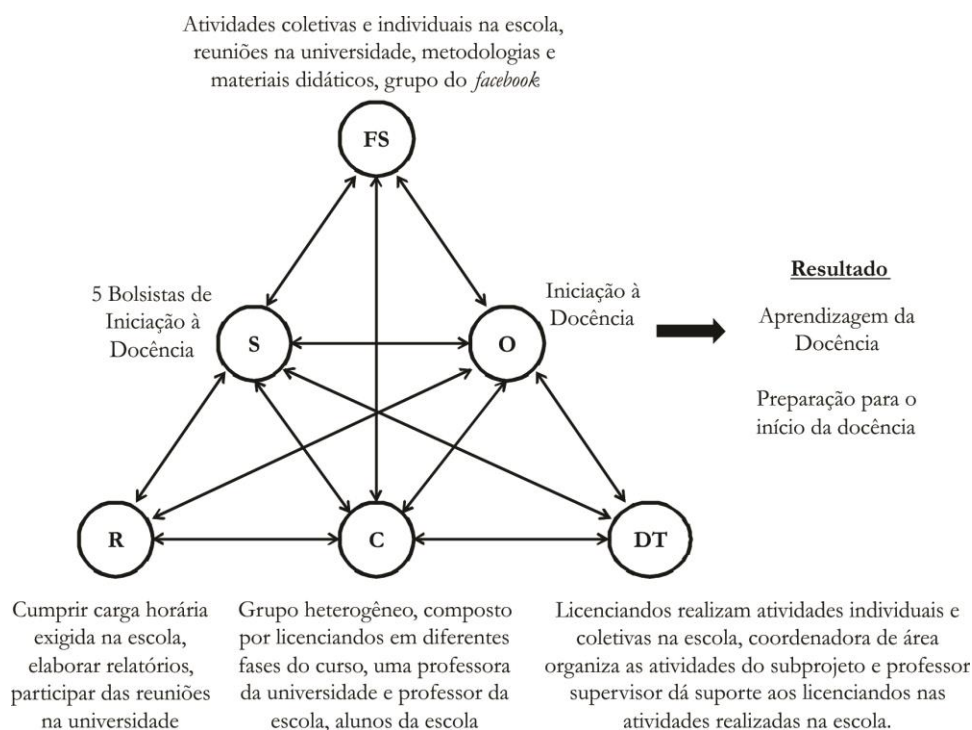 Atividades coletivas e individuais na escola,
reuniões na universidade, metodologias e
materiais didáticos, grupo do facebook
FS
5 Bolsistas de
Iniciação à
Docência
S
O
Iniciação à
Docência
Resultado
Aprendizagem da
Docência
Preparação para o
início da docência
R
C
DT
Cumprir carga horária
exigida na escola,
elaborar relatórios,
participar das reuniões
na universidade
Grupo heterogêneo, composto
por licenciandos em diferentes
fases do curso, uma professora
da universidade e professor da
escola, alunos da escola
Licenciandos realizam atividades individuais e
coletivas na escola, coordenadora de área
organiza as atividades do subprojeto e professor
supervisor dá suporte aos licenciandos nas
atividades realizadas na escola.